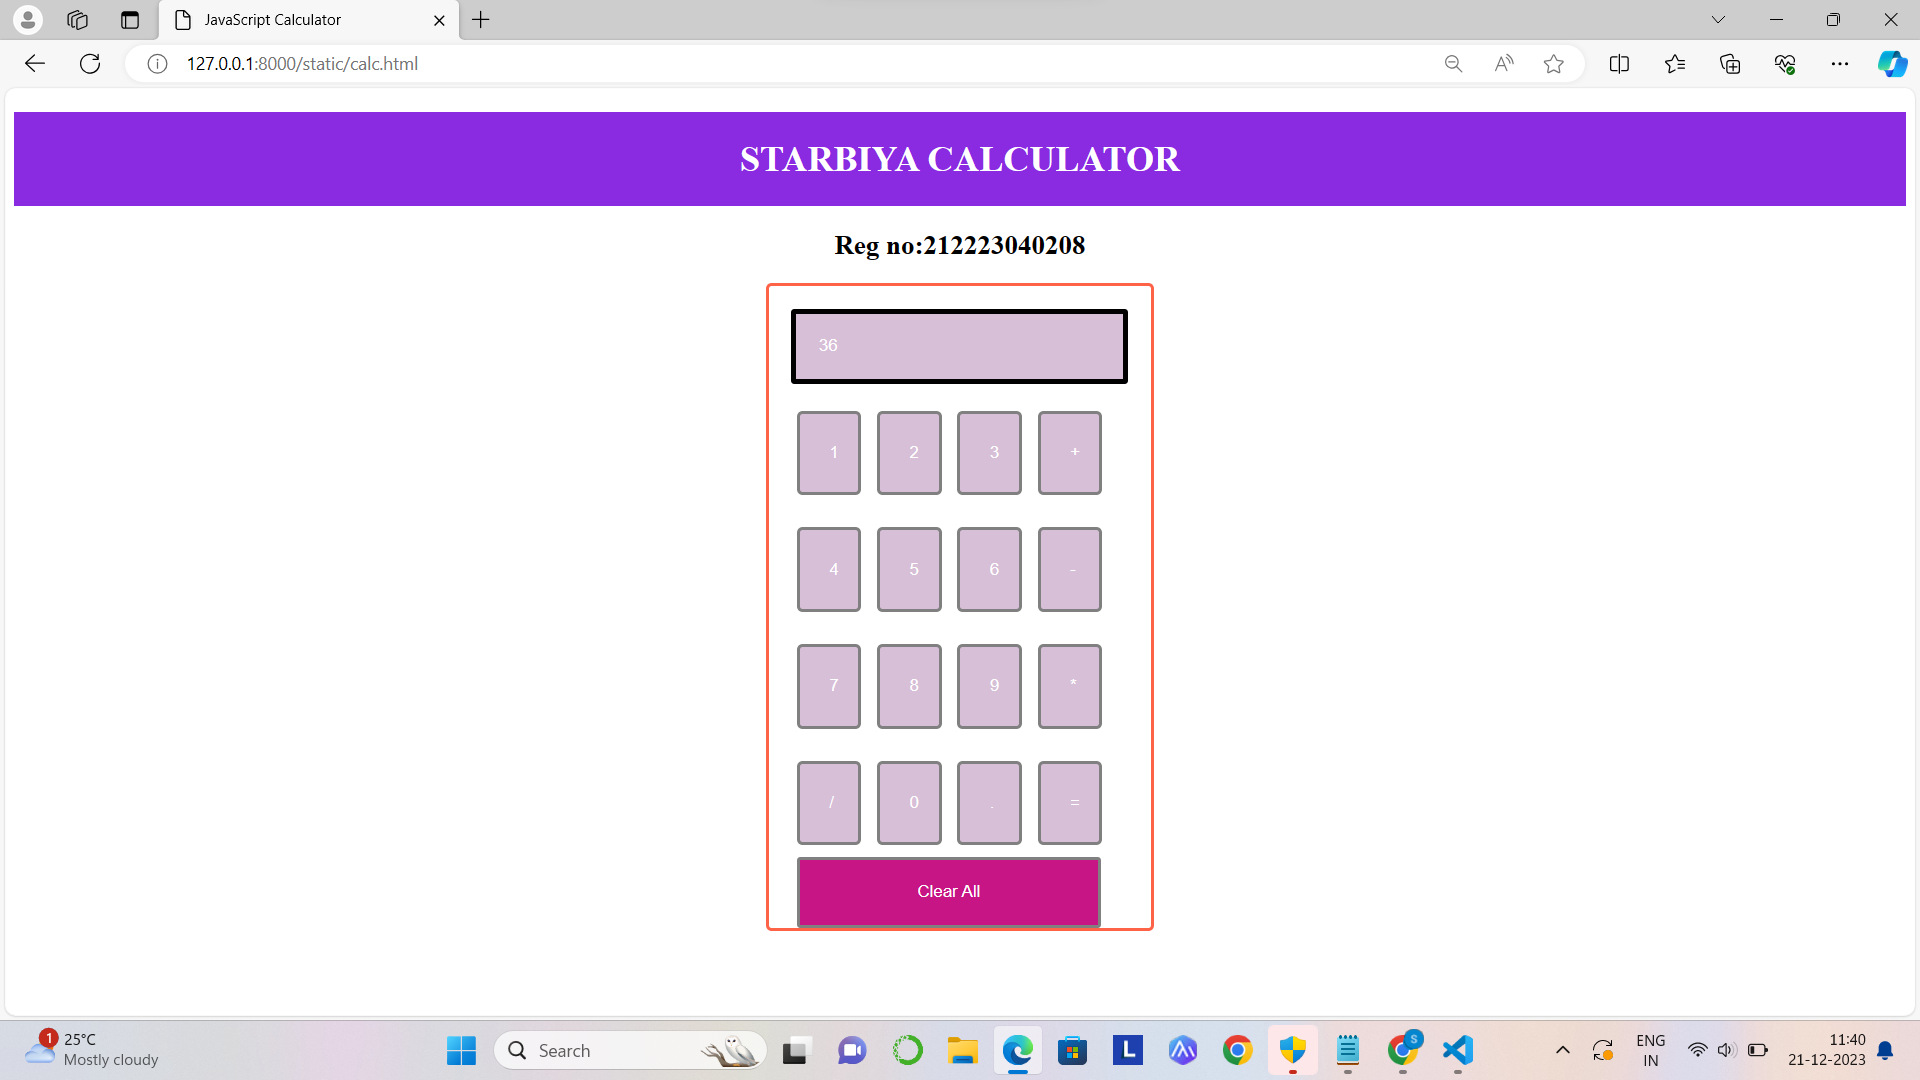 JavaScript Calculator
127.0.0.1:8000/static/calc.html
STARBIYA CALCULATOR
Reg no:212223040208
36
1 2 3 +
4 5 6 -
7 8 9 *
/ 0 . =
Clear All
1
25°C
Mostly cloudy
Search
L
S
ENG
IN
11:40
21-12-2023